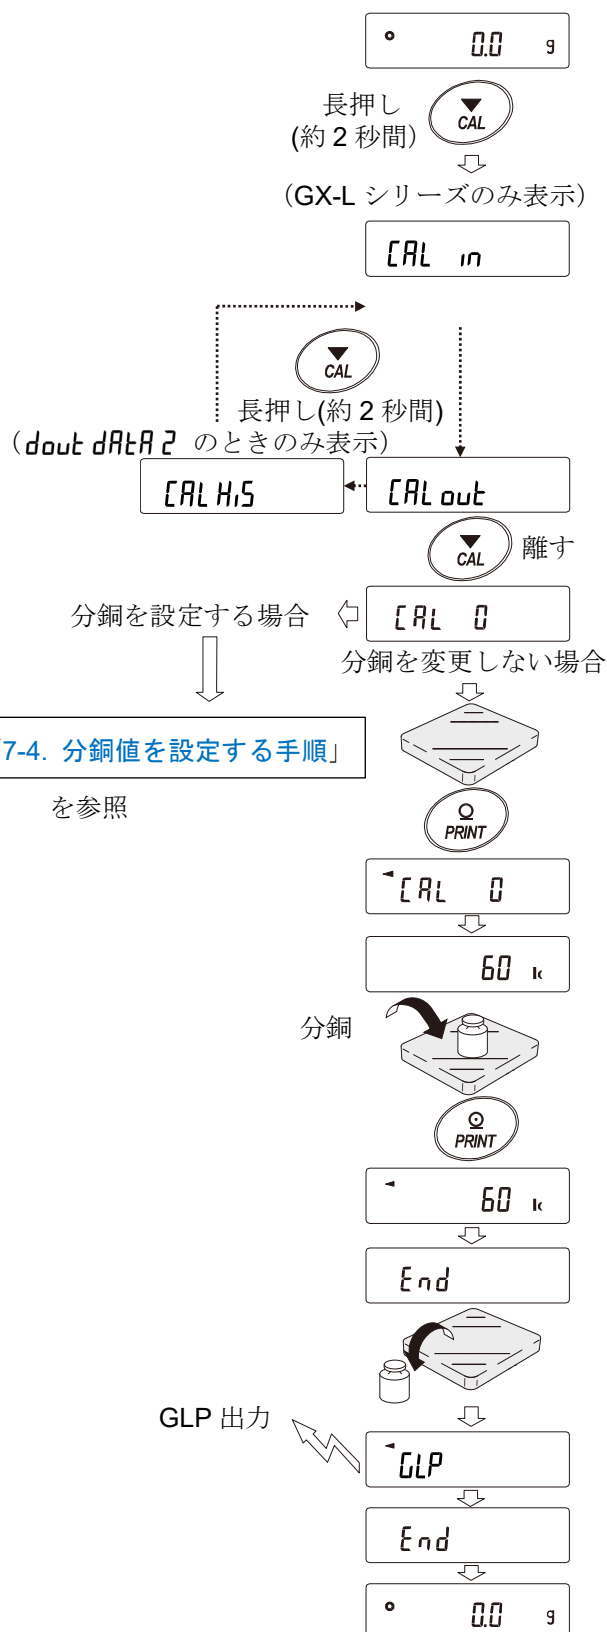 0.0 g
長押し
CAL
(約 2 秒間)
（GX-L シリーズのみ表示）
CAL in
CAL
長押し(約 2 秒間)
（dout dAtA 2 のときのみ表示）
CAL HiS
CAL out
CAL
離す
分銅を設定する場合
CAL 0
分銅を変更しない場合
7-4. 分銅値を設定する手順」
を参照
PRINT
CAL 0
60
分銅
PRINT
60
End
GLP 出力
GLP
End
0.0 g